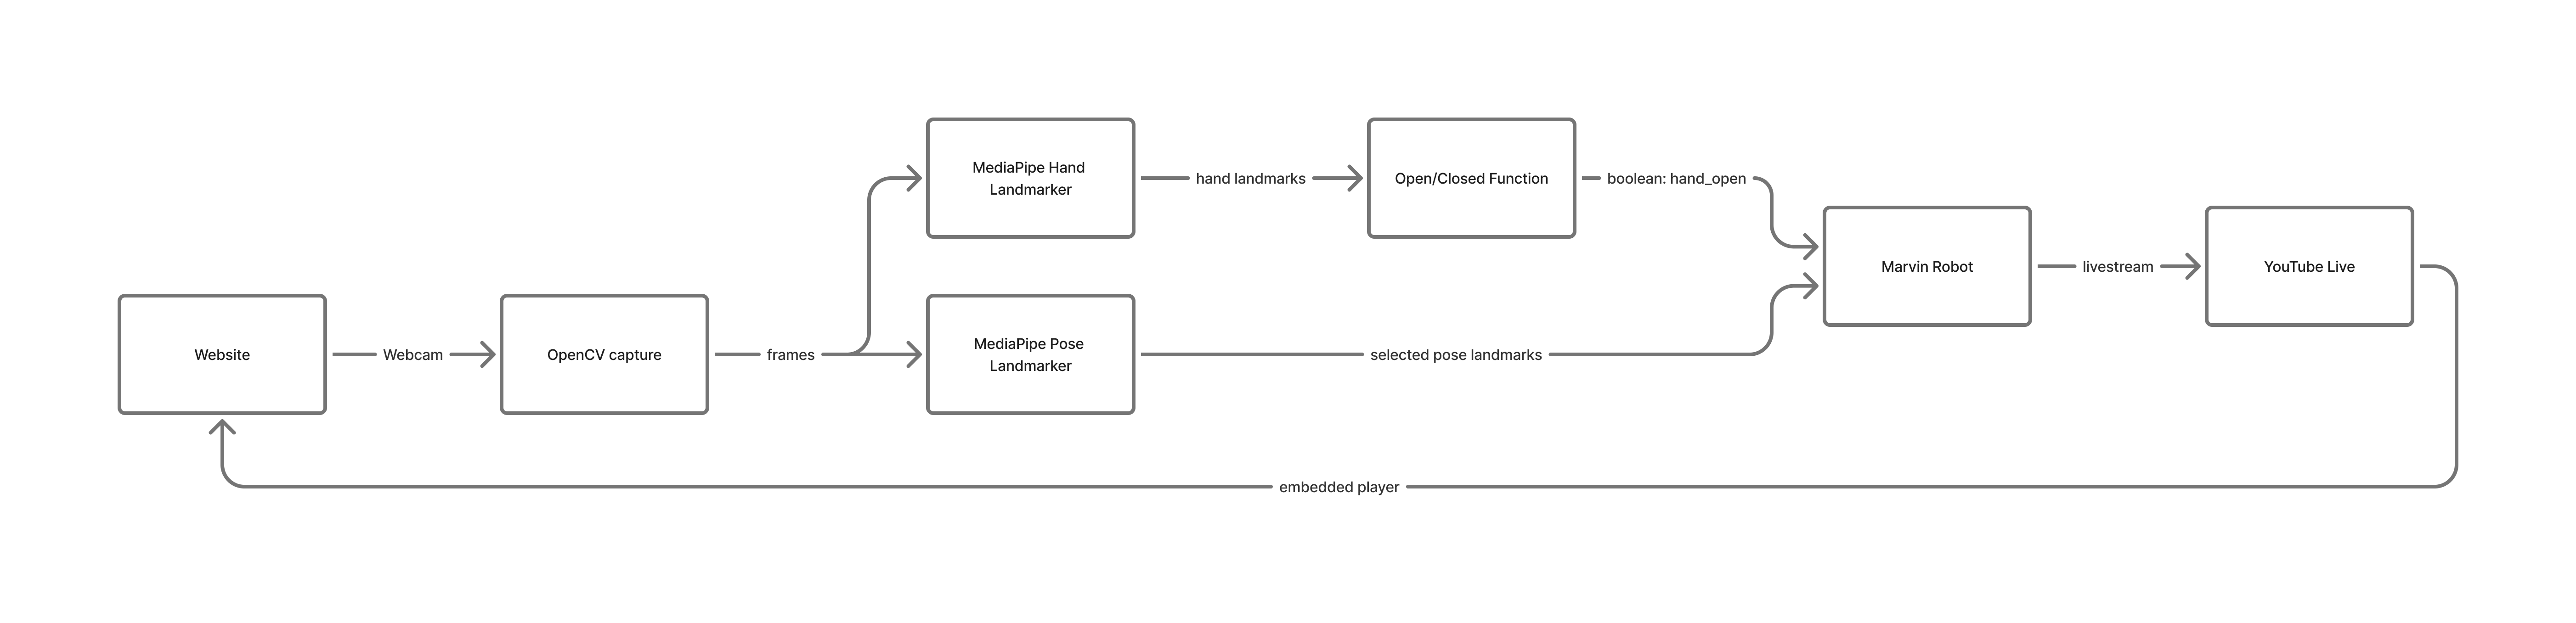 MediaPipe Hand
Landmarker
hand landmarks
Open/Closed Function
boolean: hand_open
Marvin Robot
livestream
YouTube Live
Website
Webcam
OpenCV capture
frames
MediaPipe Pose
Landmarker
selected pose landmarks
embedded player